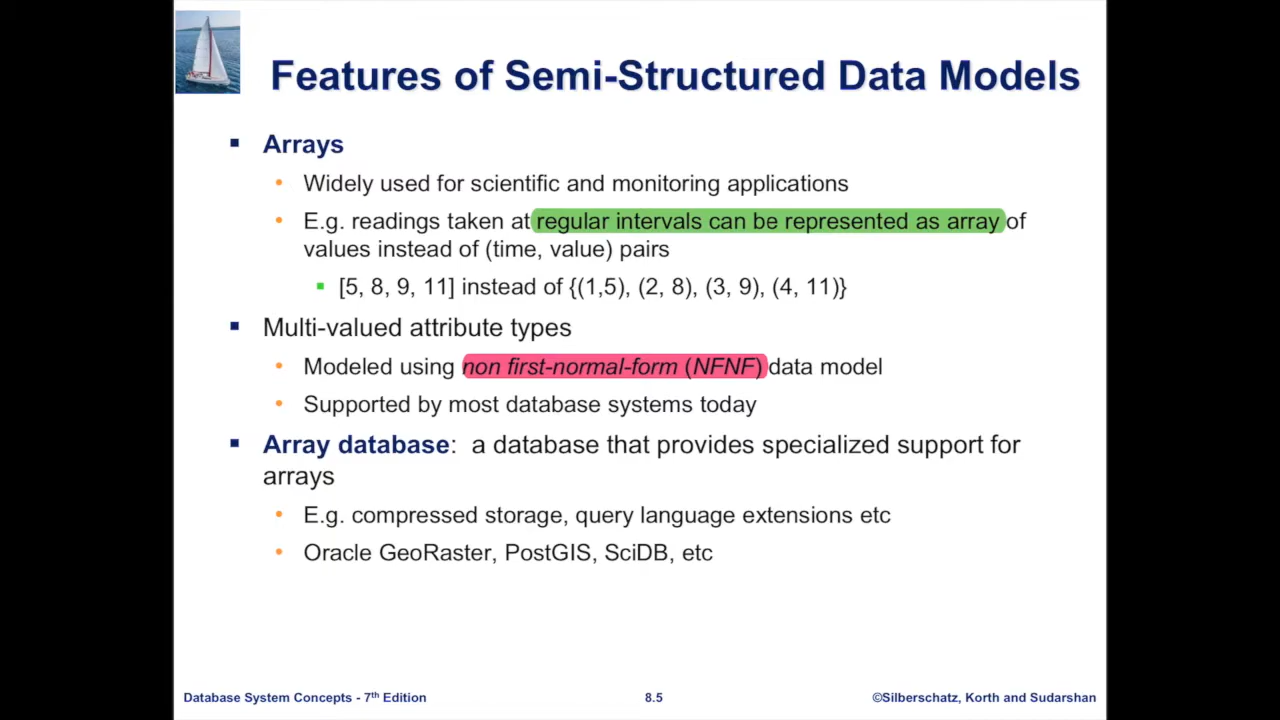 Features of Semi-Structured Data Models
▪ Arrays
• Widely used for scientific and monitoring applications
• E.g. readings taken at regular intervals can be represented as array of
values instead of (time, value) pairs
▪ [5, 8, 9, 11] instead of {(1,5), (2, 8), (3, 9), (4, 11)}
▪ Multi-valued attribute types
• Modeled using non first-normal-form (NFNF) data model
• Supported by most database systems today
▪ Array database: a database that provides specialized support for
arrays
• E.g. compressed storage, query language extensions etc
• Oracle GeoRaster, PostGIS, SciDB, etc
Database System Concepts - 7th Edition
8.5
©Silberschatz, Korth and Sudarshan